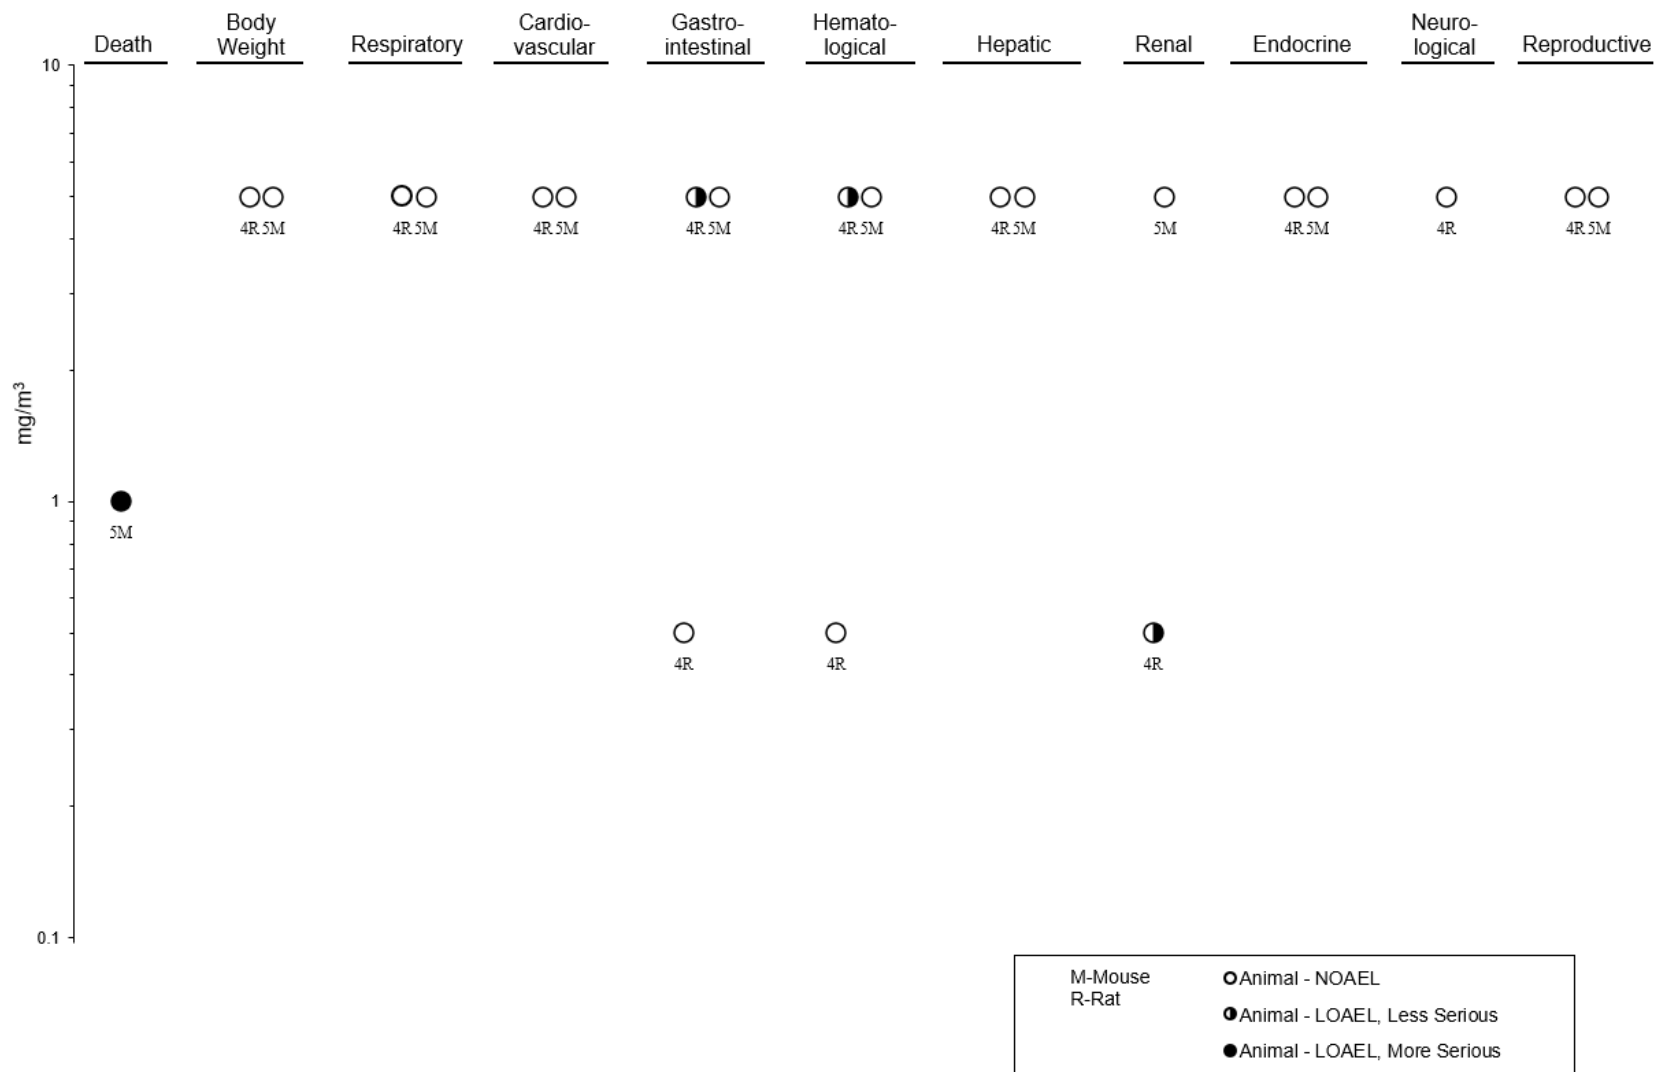 Death
Body
Weight
Respiratory
Cardio-
vascular
Gastro-
intestinal
Hemato-
logical
Hepatic
Renal
Endocrine
Neuro-
logical
Reproductive
10
4R 5M
4R 5M
4R 5M
4R 5M
4R 5M
4R 5M
5M
4R 5M
4R
4R 5M
mg/m³
1
5M
4R
4R
4R
0.1
M-Mouse
R-Rat
Animal - NOAEL
Animal - LOAEL, Less Serious
Animal - LOAEL, More Serious